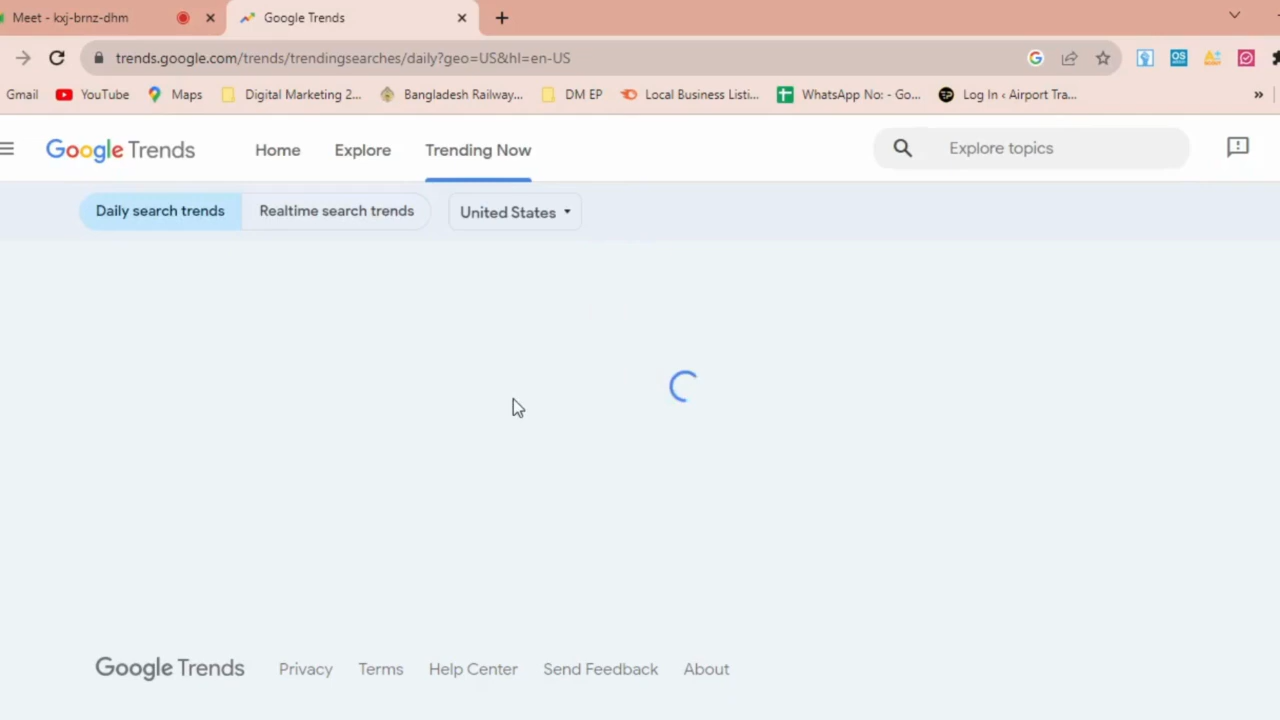 Meet - kxj-brnz-dhm
Google Trends
trends.google.com/trends/trendingsearches/daily?geo=US&hl=en-US
Gmail YouTube Maps Digital Marketing 2... Bangladesh Railway... DM EP Local Business Listi... WhatsApp No: - Go... Log In ‹ Airport Tra... »
Google Trends Home Explore Trending Now Explore topics
Daily search trends Realtime search trends United States
Google Trends Privacy Terms Help Center Send Feedback About